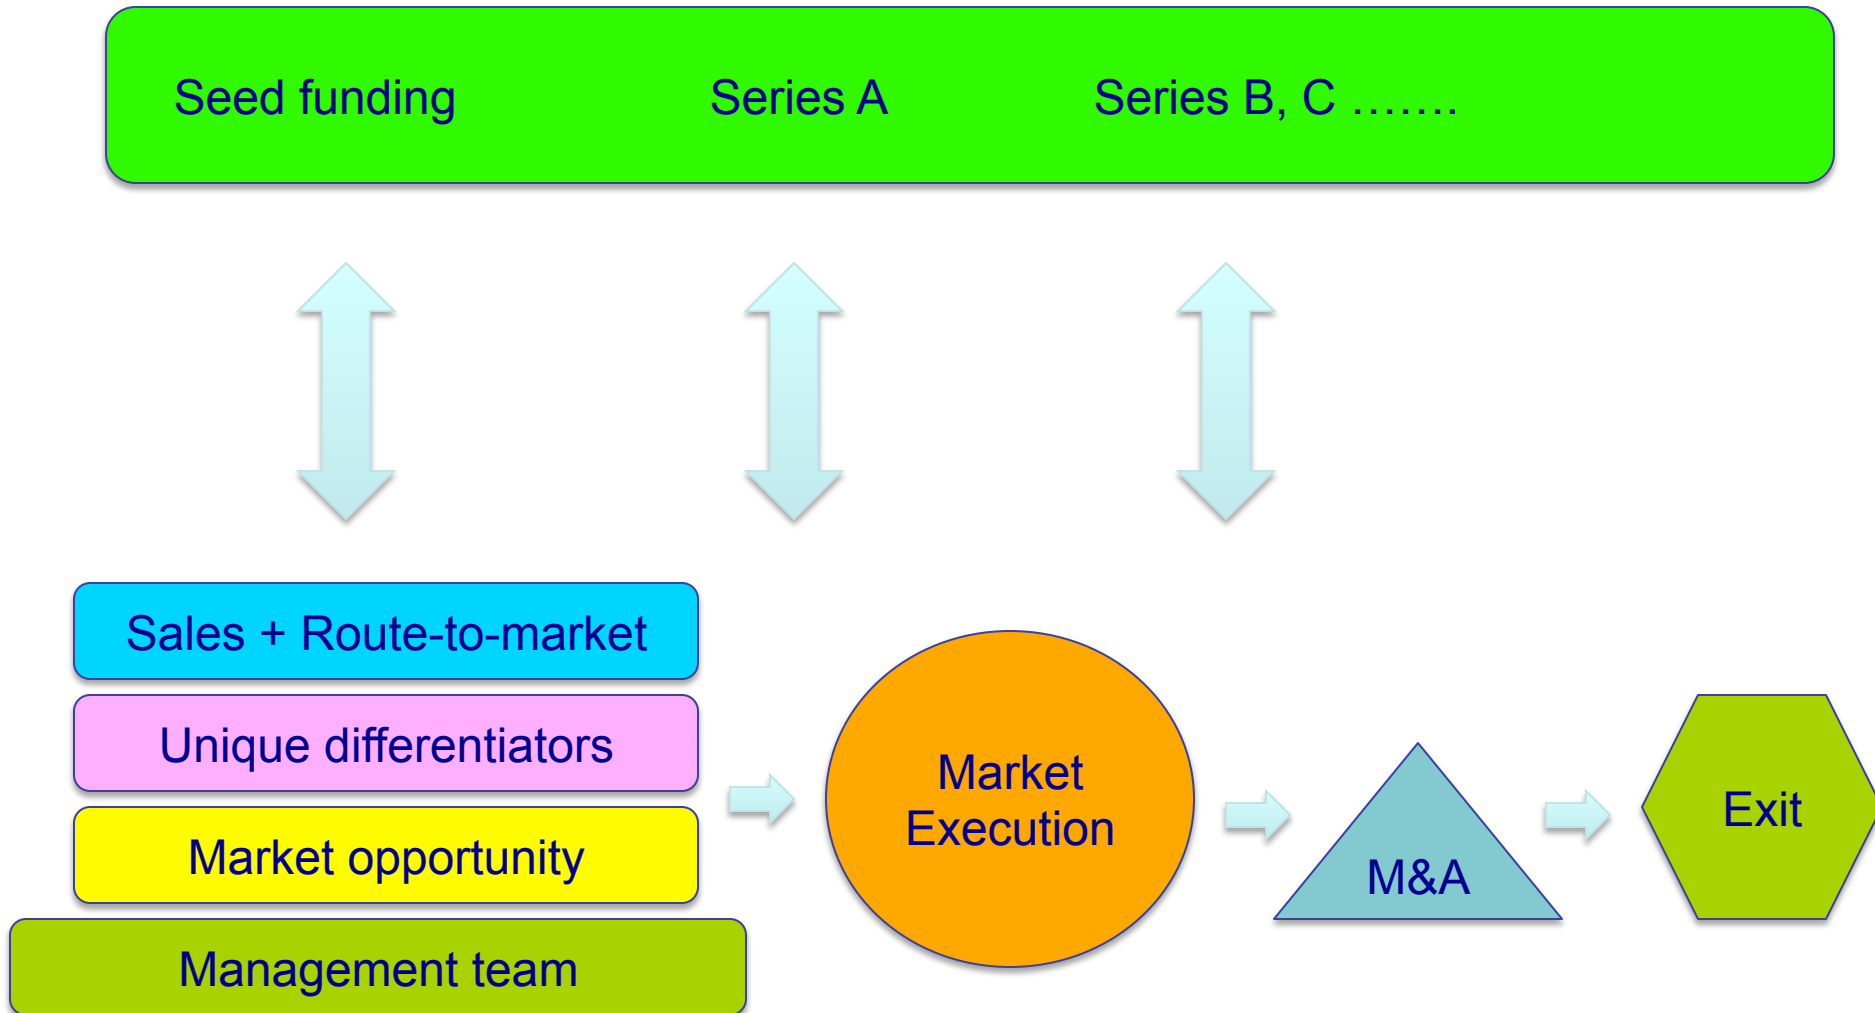 Seed funding
Series A
Series B, C .......
Sales + Route-to-market
Unique differentiators
Market opportunity
Management team
Market
Execution
M&A
Exit